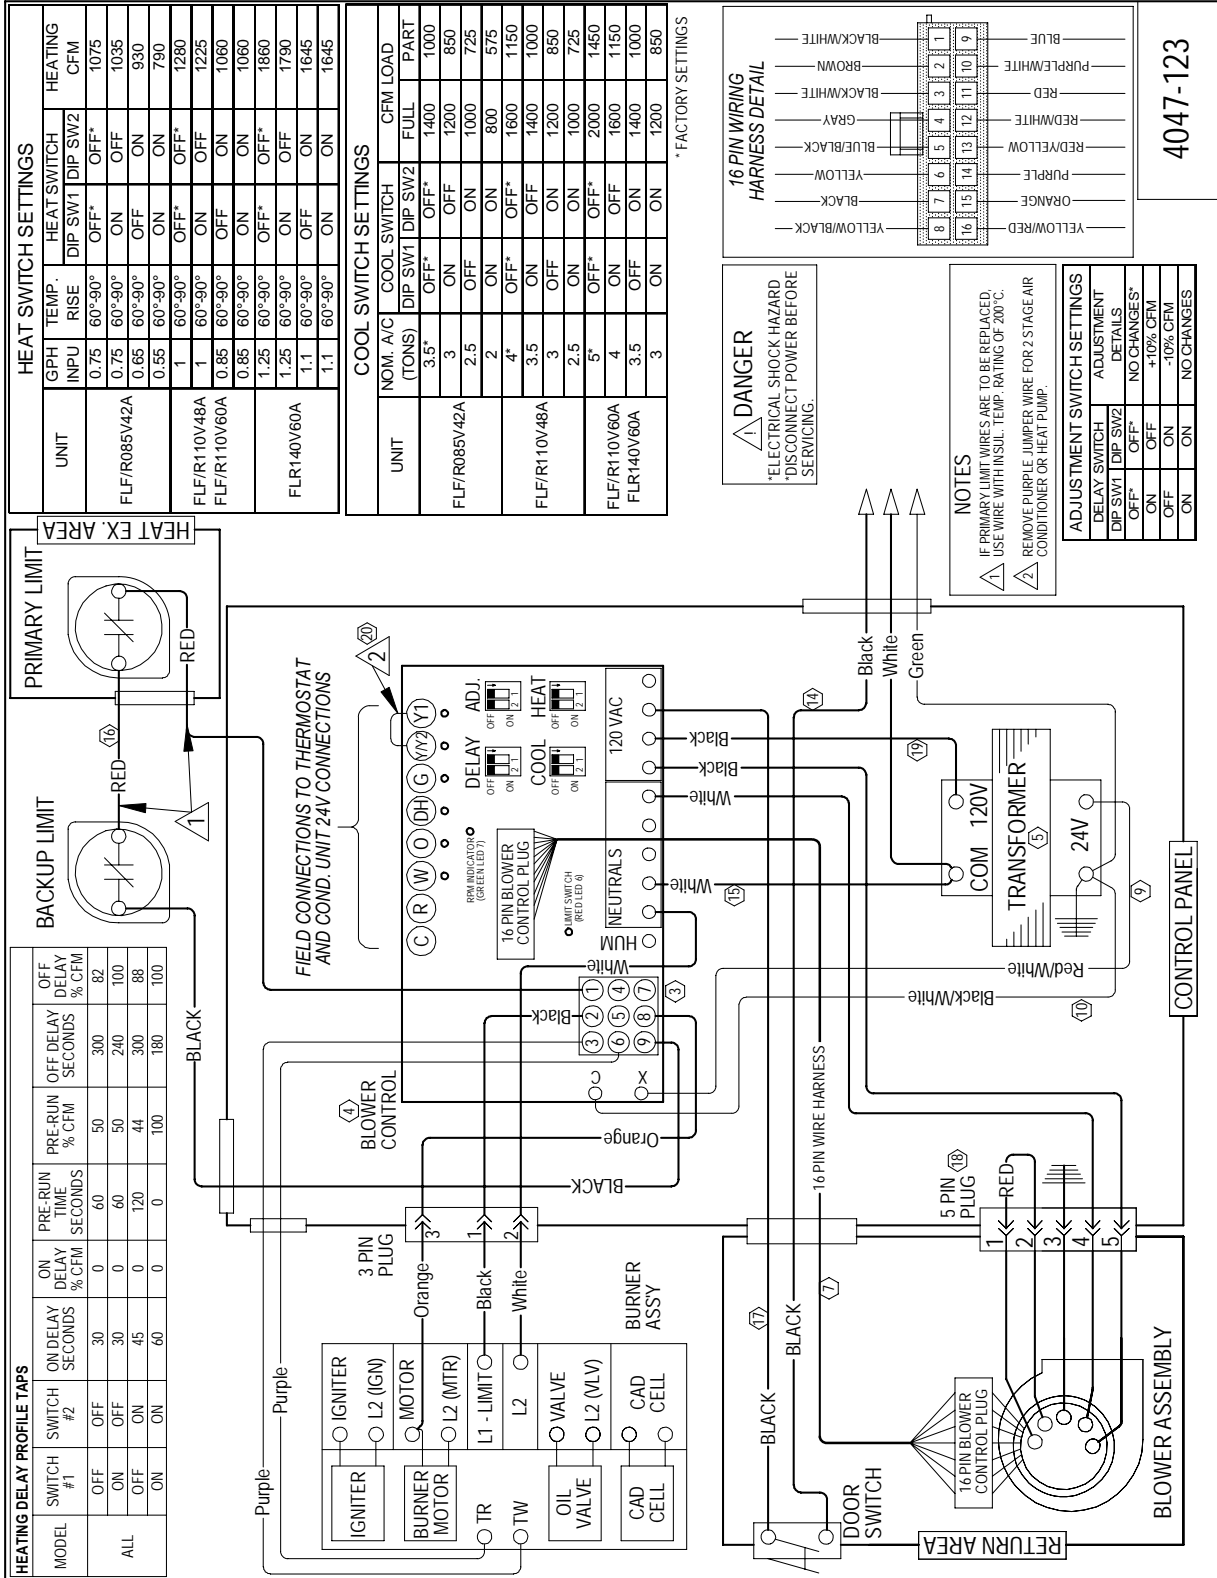 HEATING DELAY PROFILE TAPS
MODEL | SWITCH #1 | SWITCH #2 | ON DELAY SECONDS | ON DELAY % CFM | PRE-RUN TIME SECONDS | PRE-RUN % CFM | OFF DELAY SECONDS | OFF DELAY % CFM
ALL | OFF | OFF | 30 | 0 | 60 | 50 | 300 | 82
ON | OFF | 30 | 0 | 60 | 50 | 240 | 100
OFF | ON | 45 | 0 | 120 | 44 | 300 | 88
ON | ON | 60 | 0 | 0 | 100 | 180 | 100
BACKUP LIMIT
PRIMARY LIMIT
HEAT EX. AREA
RED
16
RED
1
BLACK
HEAT SWITCH SETTINGS
UNIT | GPH INPU | TEMP. RISE | HEAT SWITCH DIP SW1 | DIP SW2 | HEATING CFM
FLF/R085V42A | 0.75 | 60°-90° | OFF* | OFF* | 1075
0.75 | 60°-90° | ON | OFF | 1035
0.65 | 60°-90° | OFF | ON | 930
0.55 | 60°-90° | ON | ON | 790
FLF/R110V48A FLF/R110V60A | 1 | 60°-90° | OFF* | OFF* | 1280
1 | 60°-90° | ON | OFF | 1225
0.85 | 60°-90° | OFF | ON | 1060
0.85 | 60°-90° | ON | ON | 1060
FLR140V60A | 1.25 | 60°-90° | OFF* | OFF* | 1860
1.25 | 60°-90° | ON | OFF | 1790
1.1 | 60°-90° | OFF | ON | 1645
1.1 | 60°-90° | ON | ON | 1645
COOL SWITCH SETTINGS
UNIT | NOM. A/C (TONS) | COOL SWITCH DIP SW1 | DIP SW2 | CFM LOAD FULL | PART
FLF/R085V42A | 3.5* | OFF* | OFF* | 1400 | 1000
3 | ON | OFF | 1200 | 850
2.5 | OFF | ON | 1000 | 725
2 | ON | ON | 800 | 575
FLF/R110V48A | 4* | OFF* | OFF* | 1600 | 1150
3.5 | ON | OFF | 1400 | 1000
3 | OFF | ON | 1200 | 850
2.5 | ON | ON | 1000 | 725
FLF/R110V60A FLR140V60A | 5* | OFF* | OFF* | 2000 | 1450
4 | ON | OFF | 1600 | 1150
3.5 | OFF | ON | 1400 | 1000
3 | ON | ON | 1200 | 850
* FACTORY SETTINGS
FIELD CONNECTIONS TO THERMOSTAT
AND COND. UNIT 24V CONNECTIONS
20
2
C R W O DH G Y/Y2 Y1
RPM INDICATOR
(GREEN LED 7)
DELAY
OFF
ON
2 1
ADJ.
OFF
ON
2 1
COOL
OFF
ON
2 1
HEAT
OFF
ON
2 1
16 PIN BLOWER
CONTROL PLUG
LIMIT SWITCH
(RED LED 6)
HUM
NEUTRALS
120 VAC
4
BLOWER
CONTROL
3 2 1
6 5 4
9 8 7
3
C
X
White
Black
Orange
BLACK
White
15
White
Black
Black
Purple
Purple
3 PIN
PLUG
3
1
2
Orange
Black
White
BURNER
ASS'Y
IGNITER
IGNITER
L2 (IGN)
BURNER
MOTOR
MOTOR
L2 (MTR)
TR
TW
L1 - LIMIT
L2
OIL
VALVE
VALVE
L2 (VLV)
CAD
CELL
CAD
CELL
17
BLACK
BLACK
7
16 PIN WIRE HARNESS
14
Black
White
Green
19
COM 120V
TRANSFORMER
5
24V
9
10
Red/White
Black/White
CONTROL PANEL
5 PIN
PLUG
18
RED
1
2
3
4
5
DOOR
SWITCH
RETURN AREA
16 PIN BLOWER
CONTROL PLUG
BLOWER ASSEMBLY
! DANGER
*ELECTRICAL SHOCK HAZARD
*DISCONNECT POWER BEFORE
SERVICING.
16 PIN WIRING
HARNESS DETAIL
YELLOW/BLACK
BLACK
YELLOW
BLUE/BLACK
GRAY
BLACK/WHITE
BROWN
BLACK/WHITE
8 7 6 5 4 3 2 1
16 15 14 13 12 11 10 9
YELLOW/RED
ORANGE
PURPLE
RED/YELLOW
RED/WHITE
RED
PURPLE/WHITE
BLUE
NOTES
1 IF PRIMARY LIMIT WIRES ARE TO BE REPLACED,
USE WIRE WITH INSUL. TEMP. RATING OF 200°C.
2 REMOVE PURPLE JUMPER WIRE FOR 2 STAGE AIR
CONDITIONER OR HEAT PUMP.
ADJUSTMENT SWITCH SETTINGS
DELAY SWITCH | ADJUSTMENT DETAILS
DIP SW1 | DIP SW2
OFF* | OFF* | NO CHANGES*
ON | OFF | +10% CFM
OFF | ON | -10% CFM
ON | ON | NO CHANGES
4047-123